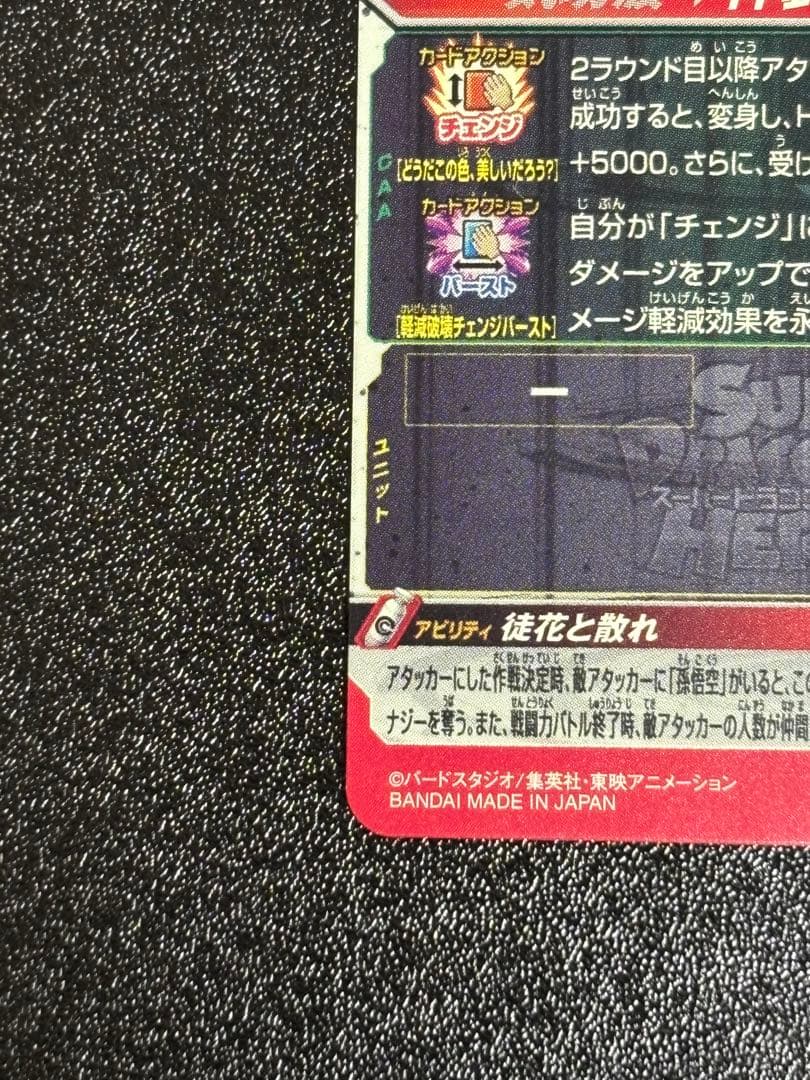 カードアクション
チェンジ
[どうだこの色、美しいだろう?]
2ラウンド目以降アタ
成功すると、変身し、H
+5000。さらに、受け
CAA
カードアクション
バースト
[軽減破壊チェンジバースト]
自分が「チェンジ」に
ダメージをアップで
メージ軽減効果を永
ー
ユニット
スーパードラゴ
アビリティ 徒花と散れ
アタッカーにした作戦決定時、敵アタッカーに「孫悟空」がいると、この
ナジーを奪う。また、戦闘力バトル終了時、敵アタッカーの人数が仲間
©バードスタジオ/集英社・東映アニメーション
BANDAI MADE IN JAPAN